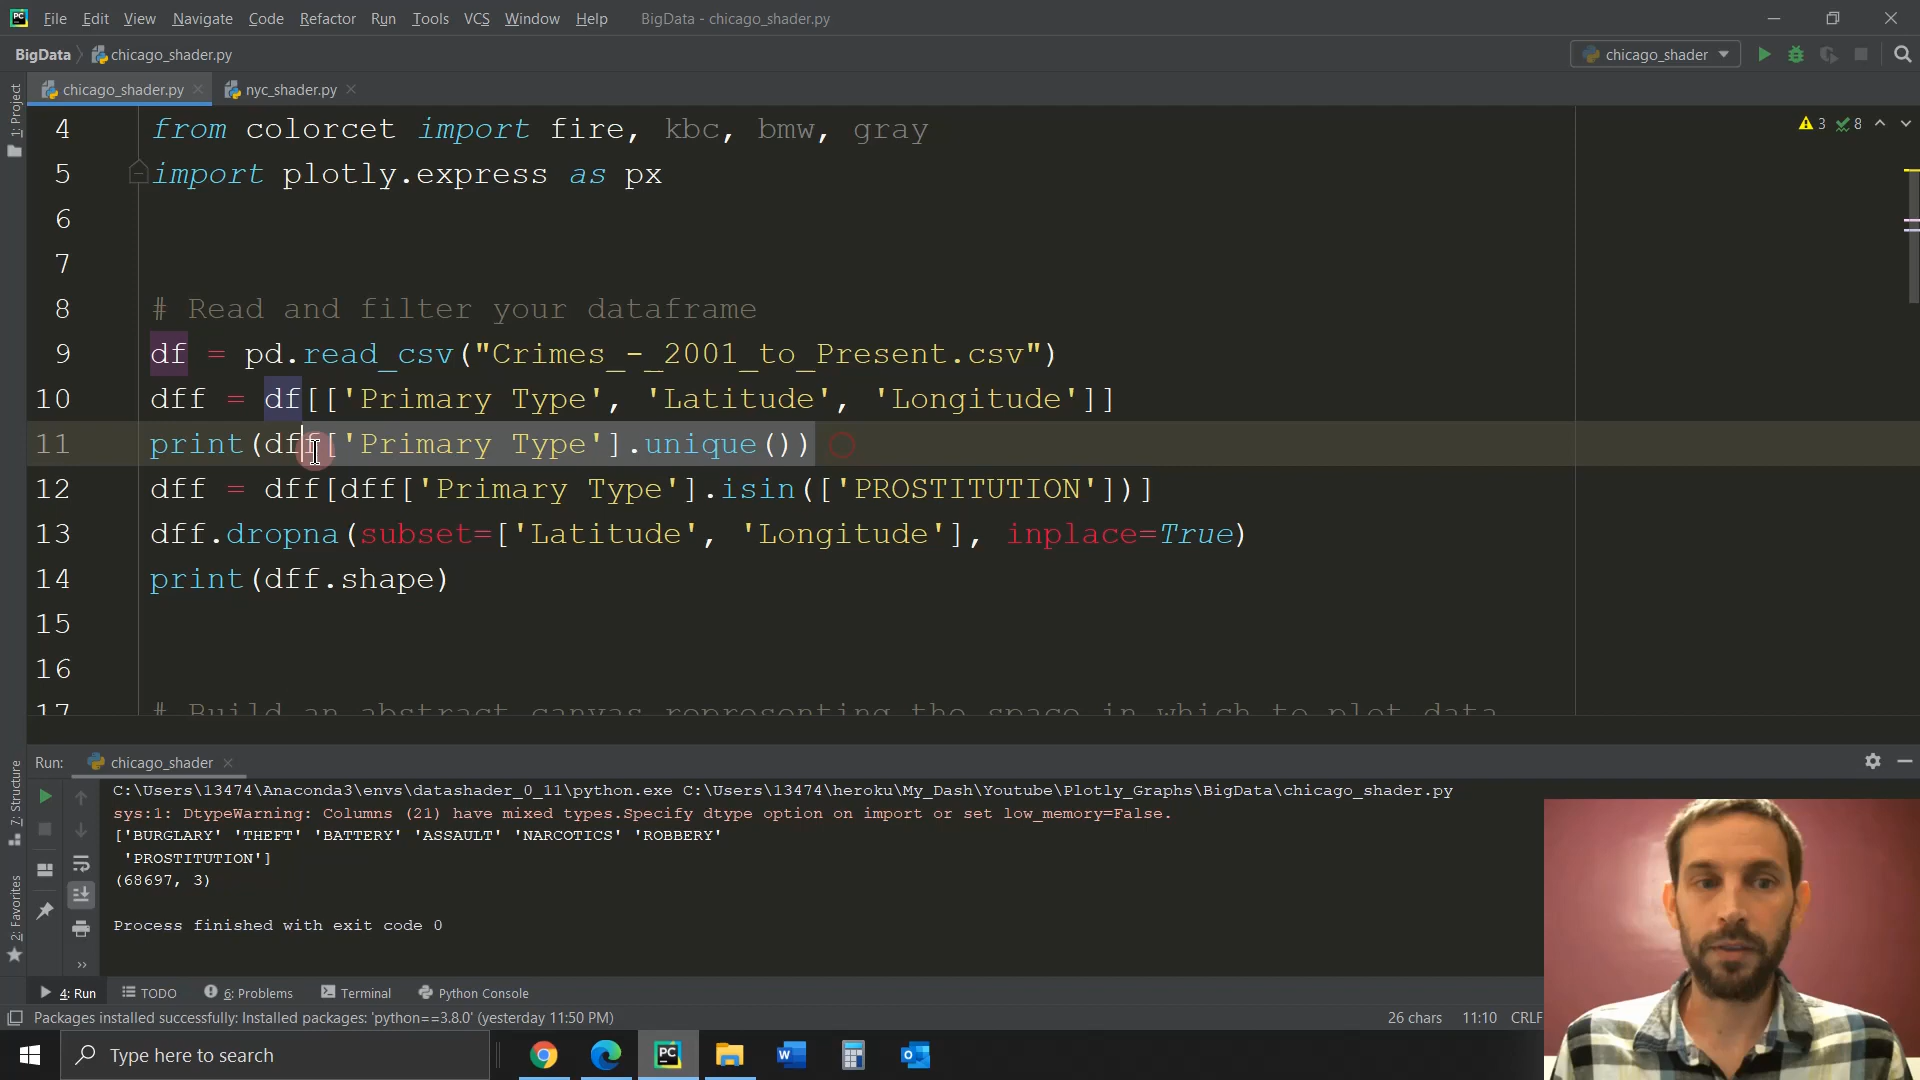 File Edit View Navigate Code Refactor Run Tools VCS Window Help BigData - chicago_shader.py
BigData chicago_shader.py chicago_shader
chicago_shader.py nyc_shader.py
1: Project
3 8
4 from colorcet import fire, kbc, bmw, gray
5 import plotly.express as px
6
7
8 # Read and filter your dataframe
9 df = pd.read_csv("Crimes_-_2001_to_Present.csv")
10 dff = df[['Primary Type', 'Latitude', 'Longitude']]
11 print(dff['Primary Type'].unique())
12 dff = dff[dff['Primary Type'].isin(['PROSTITUTION'])]
13 dff.dropna(subset=['Latitude', 'Longitude'], inplace=True)
14 print(dff.shape)
15
16
17 # Build an abstract canvas representing the space in which to plot data
Run: chicago_shader
7: Structure
2: Favorites
C:\Users\13474\Anaconda3\envs\datashader_0_11\python.exe C:\Users\13474\heroku\My_Dash\Youtube\Plotly_Graphs\BigData\chicago_shader.py
sys:1: DtypeWarning: Columns (21) have mixed types.Specify dtype option on import or set low_memory=False.
['BURGLARY' 'THEFT' 'BATTERY' 'ASSAULT' 'NARCOTICS' 'ROBBERY'
'PROSTITUTION']
(68697, 3)
Process finished with exit code 0
4: Run TODO 6: Problems Terminal Python Console
Packages installed successfully: Installed packages: 'python==3.8.0' (yesterday 11:50 PM) 26 chars 11:10 CRLF
Type here to search